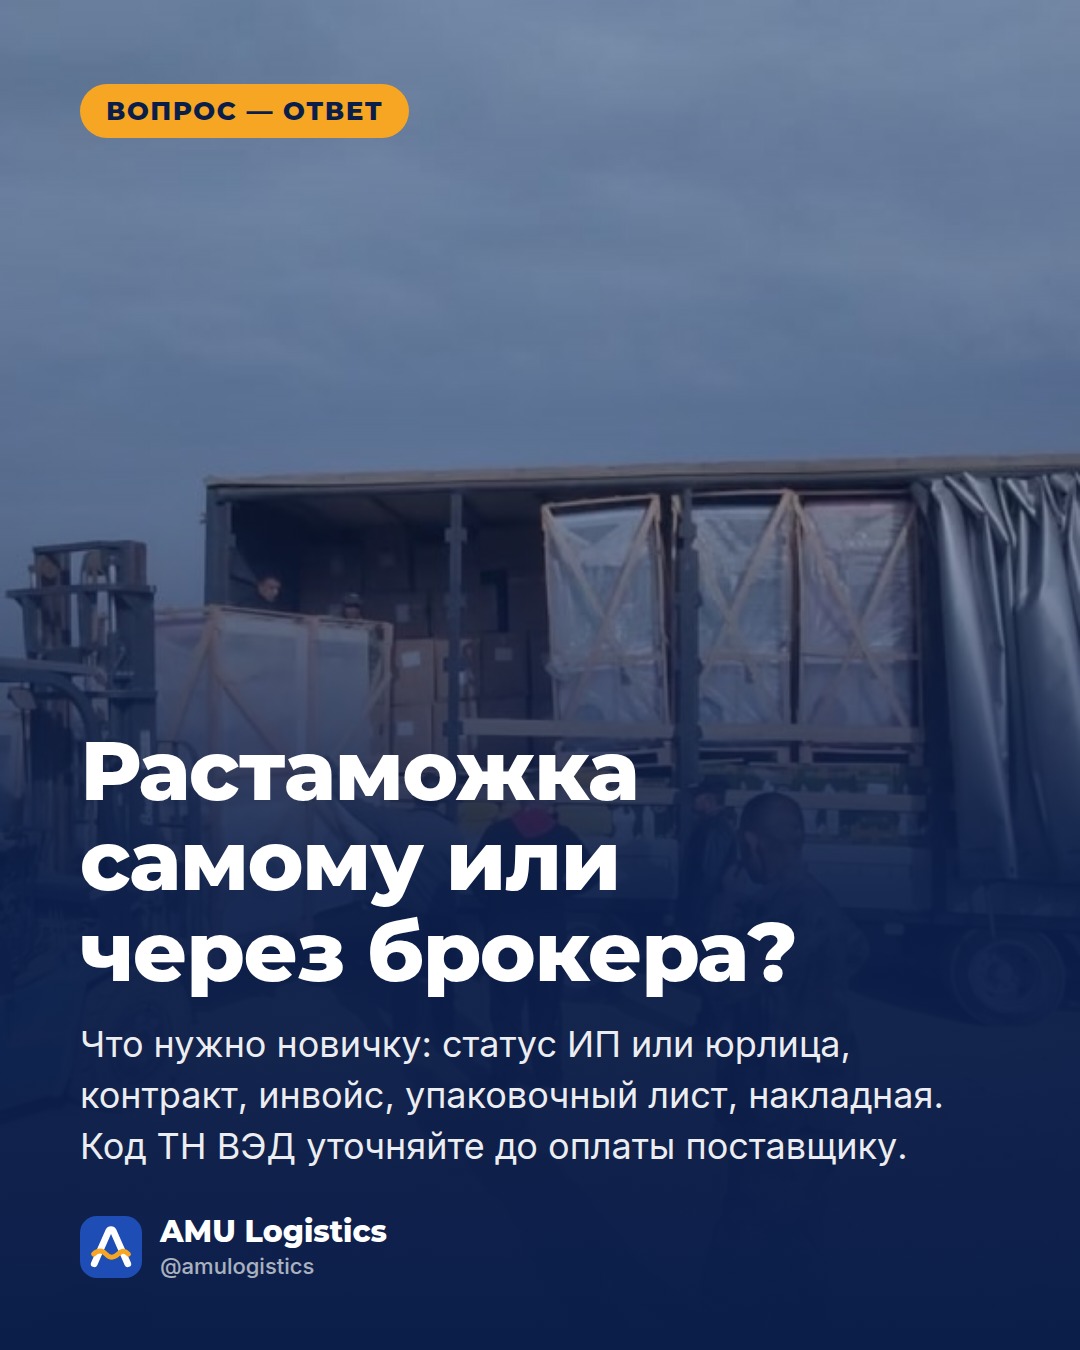 ВОПРОС — ОТВЕТ
Растаможка
самому или
через брокера?
Что нужно новичку: статус ИП или юрлица,
контракт, инвойс, упаковочный лист, накладная.
Код ТН ВЭД уточняйте до оплаты поставщику.
AMU Logistics
@amulogistics